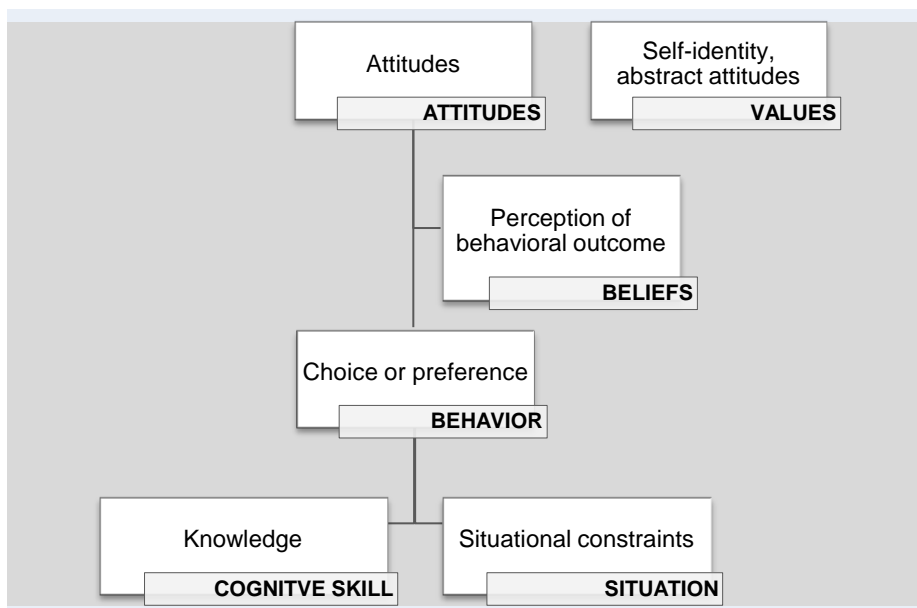 Attitudes
ATTITUDES
Self-identity,
abstract attitudes
VALUES
Perception of
behavioral outcome
BELIEFS
Choice or preference
BEHAVIOR
Knowledge
COGNITVE SKILL
Situational constraints
SITUATION